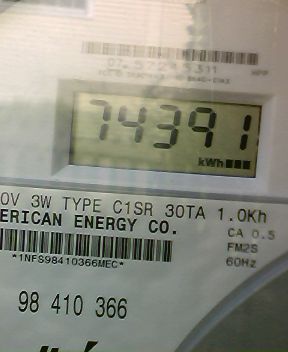 74391
kWh
0V 3W TYPE C1SR 30TA 1.0Kh
ERICAN ENERGY CO.
CA 0.5
FM2S
60Hz
*1NFS98410366MEC*
98 410 366